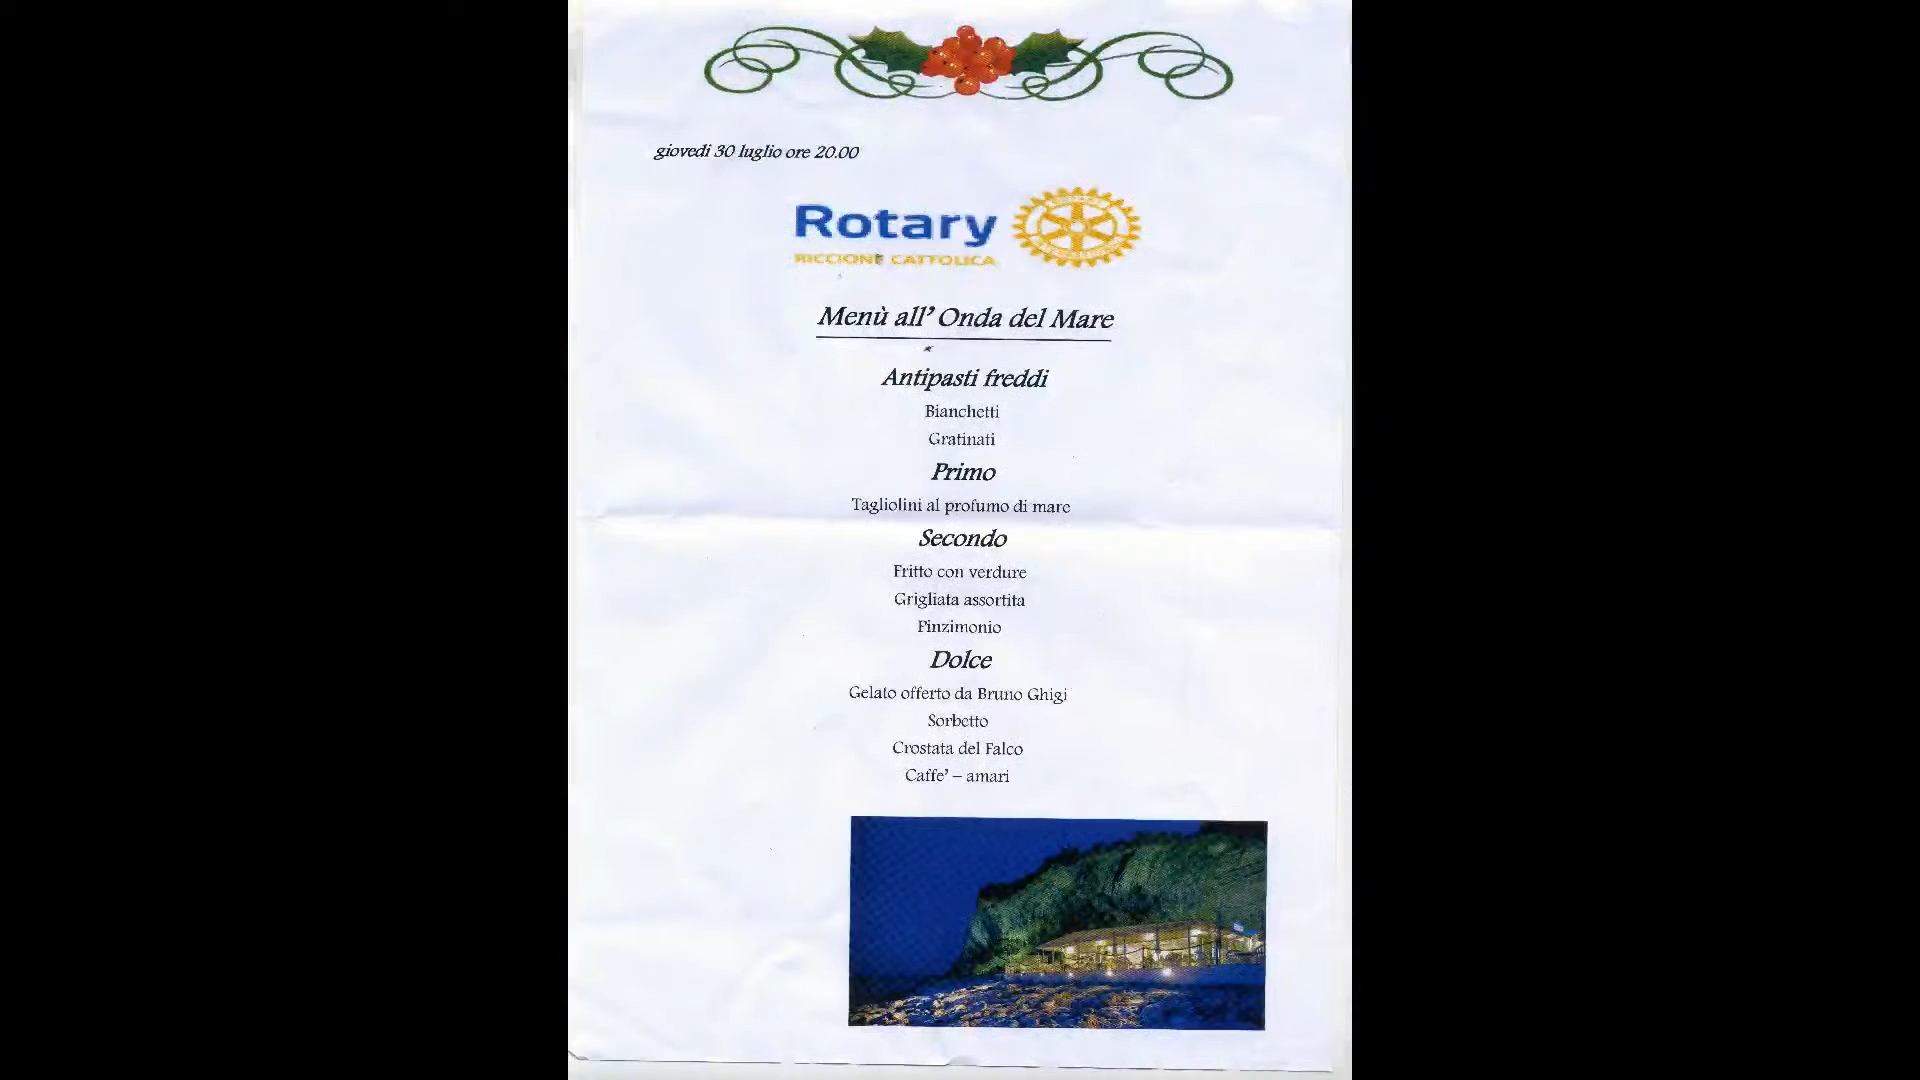 giovedi 30 luglio ore 20.00
Rotary
RICCIONE CATTOLICA
Menù all’ Onda del Mare
Antipasti freddi
Bianchetti
Gratinati
Primo
Tagliolini al profumo di mare
Secondo
Fritto con verdure
Grigliata assortita
Pinzimonio
Dolce
Gelato offerto da Bruno Ghigi
Sorbetto
Crostata del Falco
Caffe’ – amari